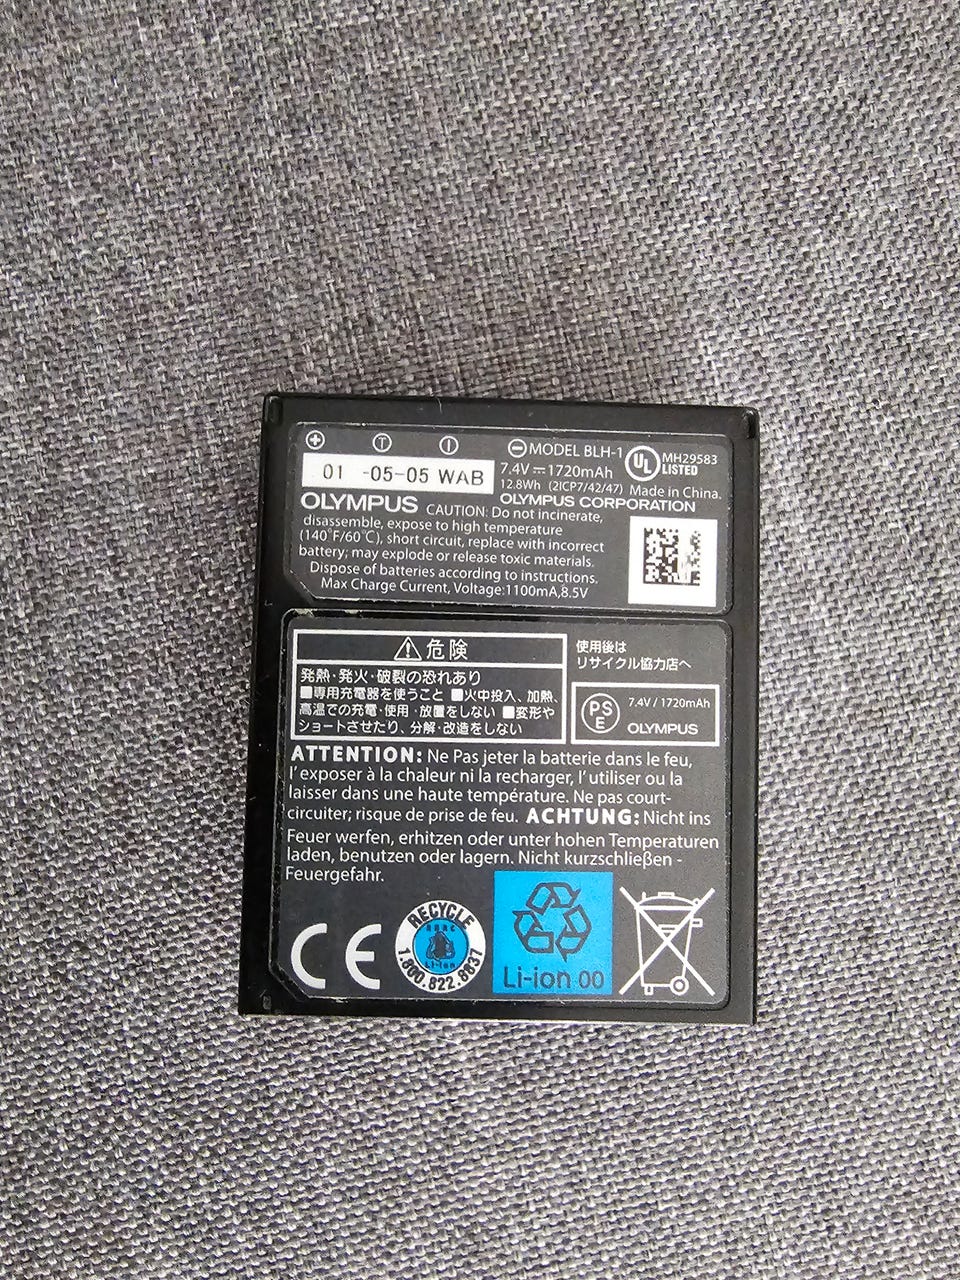 + T I − MODEL BLH-1
01 -05-05 WAB
7.4V⎓1720mAh
12.8Wh (2ICP7/42/47) Made in China.
UL LISTED MH29583
OLYMPUS CORPORATION
OLYMPUS CAUTION: Do not incinerate,
disassemble, expose to high temperature
(140°F/60℃), short circuit, replace with incorrect
battery; may explode or release toxic materials.
Dispose of batteries according to instructions.
Max Charge Current, Voltage:1100mA,8.5V
⚠危険
発熱・発火・破裂の恐れあり
■専用充電器を使うこと ■火中投入、加熱、
高温での充電・使用・放置をしない ■変形や
ショートさせたり、分解・改造をしない
使用後は
リサイクル協力店へ
PSE
7.4V / 1720mAh
OLYMPUS
ATTENTION: Ne Pas jeter la batterie dans le feu,
l'exposer à la chaleur ni la recharger, l'utiliser ou la
laisser dans une haute température. Ne pas court-
circuiter; risque de prise de feu. ACHTUNG: Nicht ins
Feuer werfen, erhitzen oder unter hohen Temperaturen
laden, benutzen oder lagern. Nicht kurzschließen -
Feuergefahr.
CE
RECYCLE
RBRC
Li-ion
1.800.822.8837
Li-ion 00